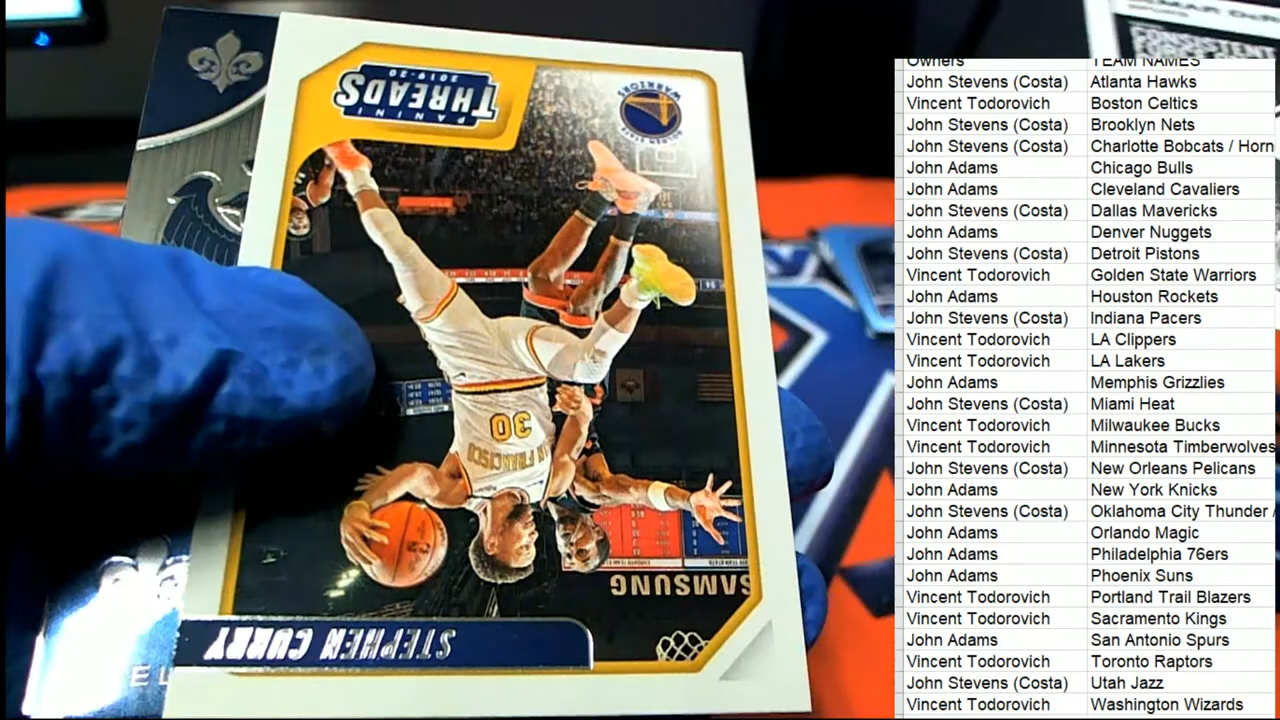 PANINI
THREADS
2019-20
GOLDEN STATE
WARRIORS
SAN FRANCISCO
30
SAMSUNG
STEPHEN CURRY
EL
CONSISTENT
Owners TEAM NAMES
John Stevens (Costa) Atlanta Hawks
Vincent Todorovich Boston Celtics
John Stevens (Costa) Brooklyn Nets
John Stevens (Costa) Charlotte Bobcats / Horn
John Adams Chicago Bulls
John Adams Cleveland Cavaliers
John Stevens (Costa) Dallas Mavericks
John Adams Denver Nuggets
John Stevens (Costa) Detroit Pistons
Vincent Todorovich Golden State Warriors
John Adams Houston Rockets
John Stevens (Costa) Indiana Pacers
Vincent Todorovich LA Clippers
Vincent Todorovich LA Lakers
John Adams Memphis Grizzlies
John Stevens (Costa) Miami Heat
Vincent Todorovich Milwaukee Bucks
Vincent Todorovich Minnesota Timberwolves
John Stevens (Costa) New Orleans Pelicans
John Adams New York Knicks
John Stevens (Costa) Oklahoma City Thunder /
John Adams Orlando Magic
John Adams Philadelphia 76ers
John Adams Phoenix Suns
Vincent Todorovich Portland Trail Blazers
Vincent Todorovich Sacramento Kings
John Adams San Antonio Spurs
Vincent Todorovich Toronto Raptors
John Stevens (Costa) Utah Jazz
Vincent Todorovich Washington Wizards